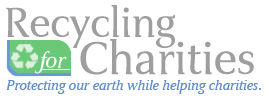 Recycling
for Charities
Protecting our earth while helping charities.